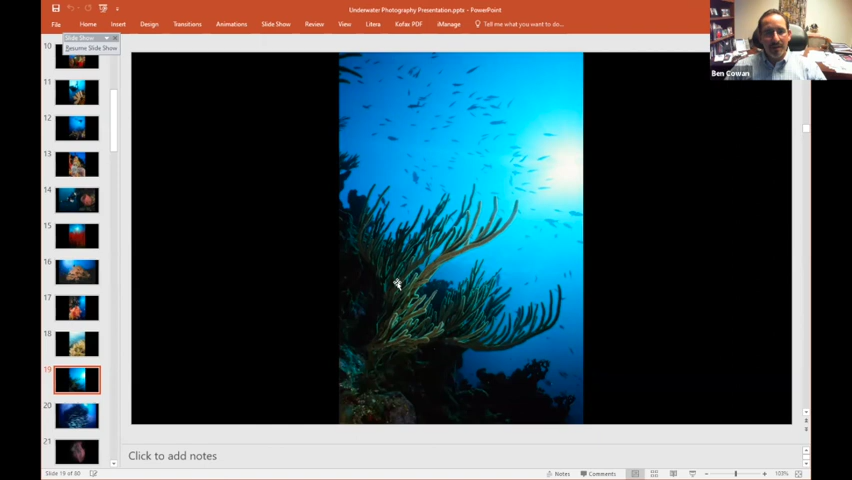 Underwater Photography Presentation.pptx - PowerPoint
File Home Insert Design Transitions Animations Slide Show Review View Litera Kofax PDF iManage Tell me what you want to do...
Slide Show
Resume Slide Show
Ben Cowan
10
11
12
13
14
15
16
17
18
19
20
21
Click to add notes
Slide 19 of 80 Notes Comments 103%